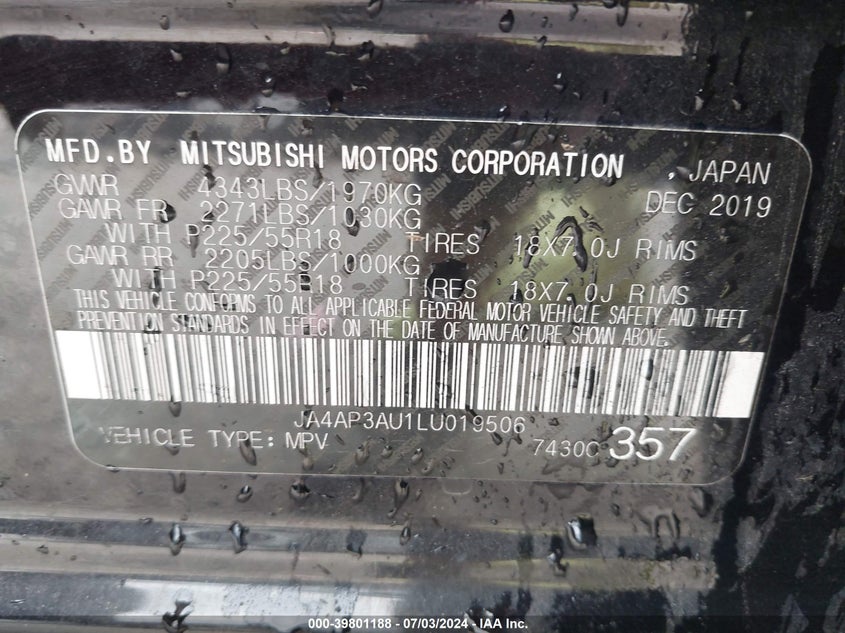 MFD.BY MITSUBISHI MOTORS CORPORATION , JAPAN
GVWR 4343LBS/1970KG DEC 2019
GAWR FR 2271LBS/1030KG
WITH P225/55R18 TIRES 18X7.0J RIMS
GAWR RR 2205LBS/1000KG
WITH P225/55R18 TIRES 18X7.0J RIMS
THIS VEHICLE CONFORMS TO ALL APPLICABLE FEDERAL MOTOR VEHICLE SAFETY AND THEFT
PREVENTION STANDARDS IN EFFECT ON THE DATE OF MANUFACTURE SHOWN ABOVE.
JA4AP3AU1LU019506
VEHICLE TYPE: MPV 7430C 357
000-39801188 - 07/03/2024 - IAA Inc.